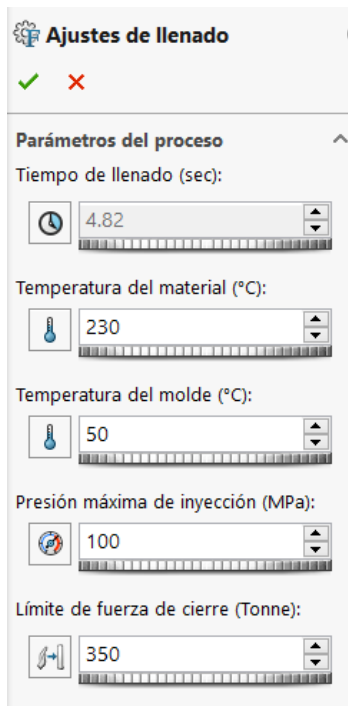 Ajustes de llenado
Parámetros del proceso
Tiempo de llenado (sec):
4.82
Temperatura del material (°C):
230
Temperatura del molde (°C):
50
Presión máxima de inyección (MPa):
100
Límite de fuerza de cierre (Tonne):
350